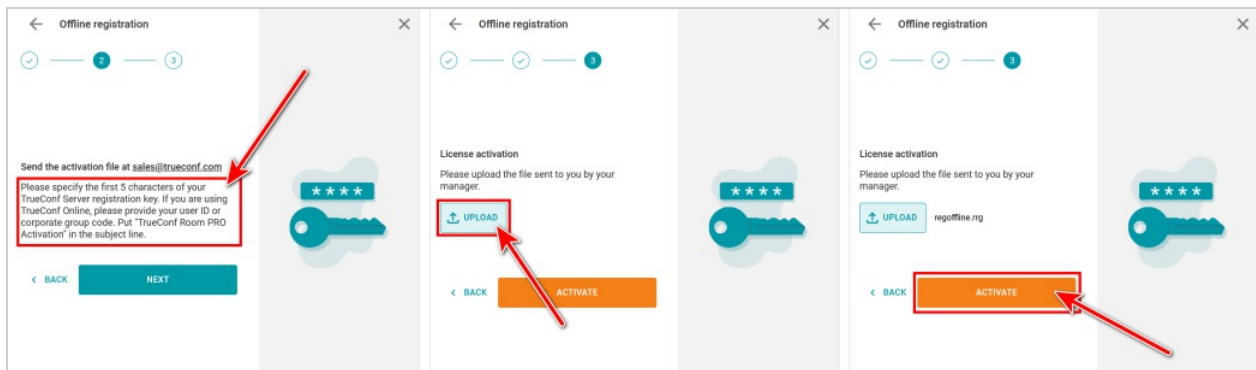 Offline registration
2
3
Send the activation file at sales@trueconf.com
Please specify the first 5 characters of your
TrueConf Server registration key. If you are using
TrueConf Online, please provide your user ID or
corporate group code. Put "TrueConf Room PRO
Activation" in the subject line.
BACK
NEXT
****
Offline registration
3
License activation
Please upload the file sent to you by your
manager.
UPLOAD
BACK
ACTIVATE
****
Offline registration
3
License activation
Please upload the file sent to you by your
manager.
UPLOAD
regoffline.rrg
BACK
ACTIVATE
****